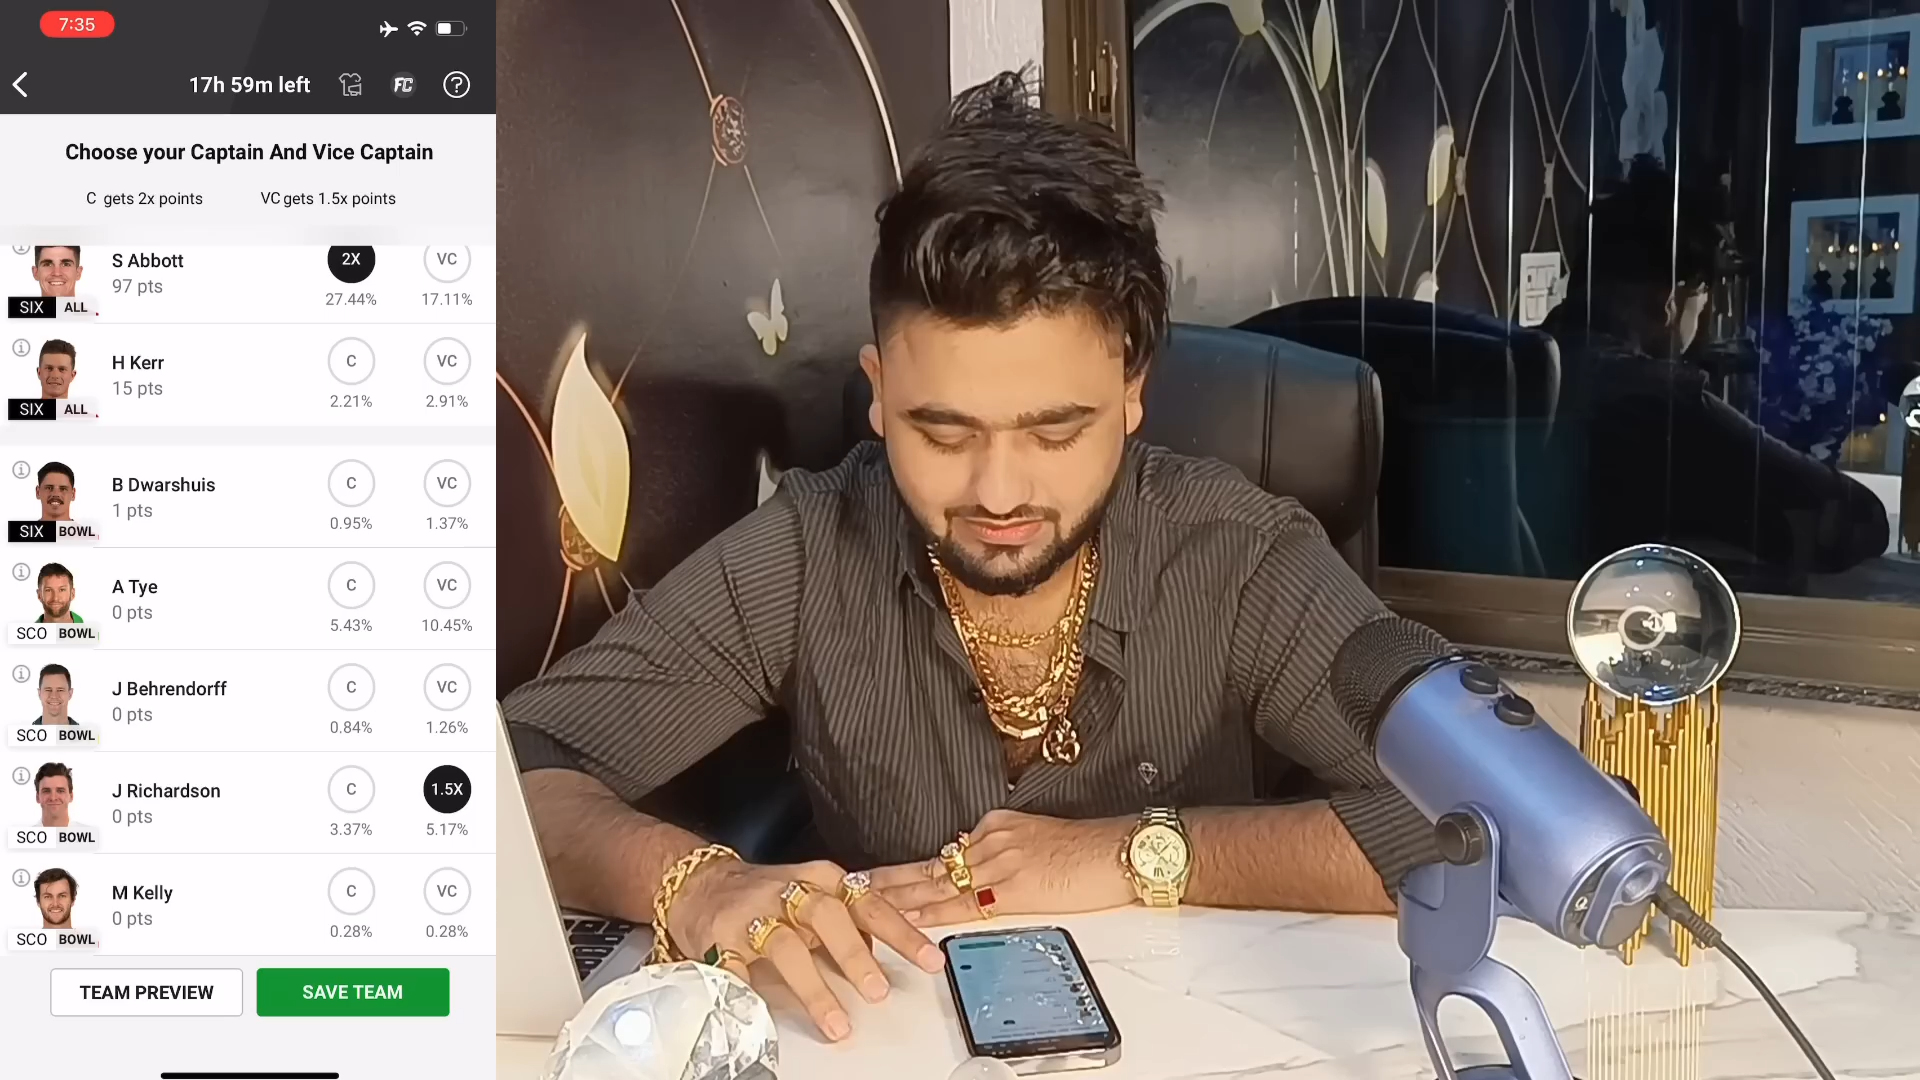 7:35
17h 59m left
FC
?
Choose your Captain And Vice Captain
C gets 2x points
VC gets 1.5x points
S Abbott
97 pts
SIX ALL
2X
27.44%
VC
17.11%
H Kerr
15 pts
SIX ALL
C
2.21%
VC
2.91%
B Dwarshuis
1 pts
SIX BOWL
C
0.95%
VC
1.37%
A Tye
0 pts
SCO BOWL
C
5.43%
VC
10.45%
J Behrendorff
0 pts
SCO BOWL
C
0.84%
VC
1.26%
J Richardson
0 pts
SCO BOWL
C
3.37%
1.5X
5.17%
M Kelly
0 pts
SCO BOWL
C
0.28%
VC
0.28%
TEAM PREVIEW
SAVE TEAM